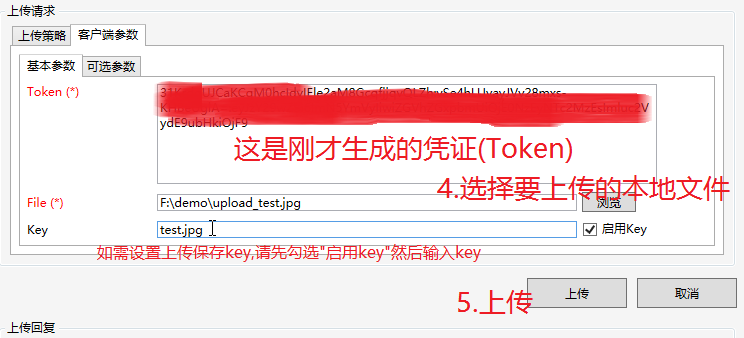 上传请求
上传策略 客户端参数
基本参数 可选参数
Token (*)
ydE9ubHkiOjF9
这是刚才生成的凭证(Token)
4.选择要上传的本地文件
File (*) F:\demo\upload_test.jpg 浏览
Key test.jpg 启用Key
如需设置上传保存key,请先勾选"启用key"然后输入key
5.上传 上传 取消
上传回复